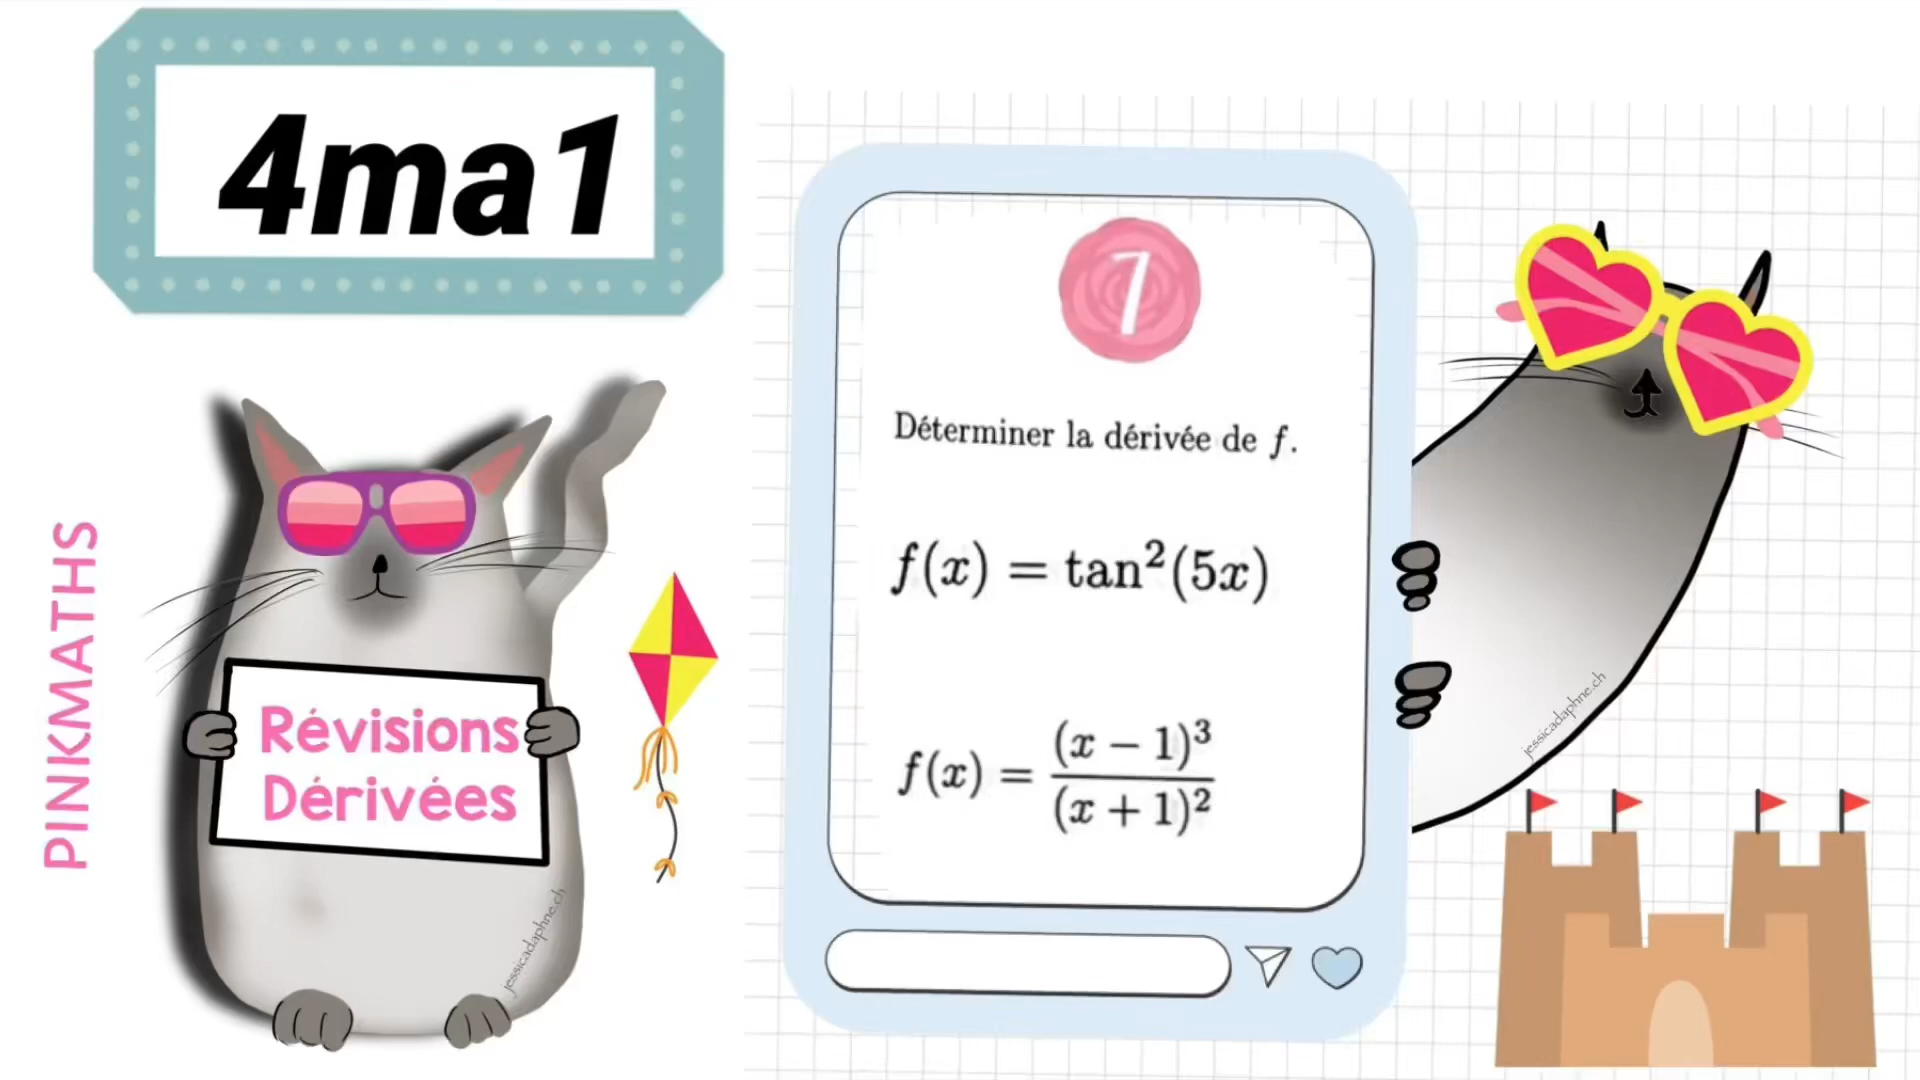 4ma1
PINKMATHS
Révisions
Dérivées
jessicadaphne.ch
7
Déterminer la dérivée de f.
f(x) = tan²(5x)
f(x) = (x − 1)³
(x + 1)²
jessicadaphne.ch